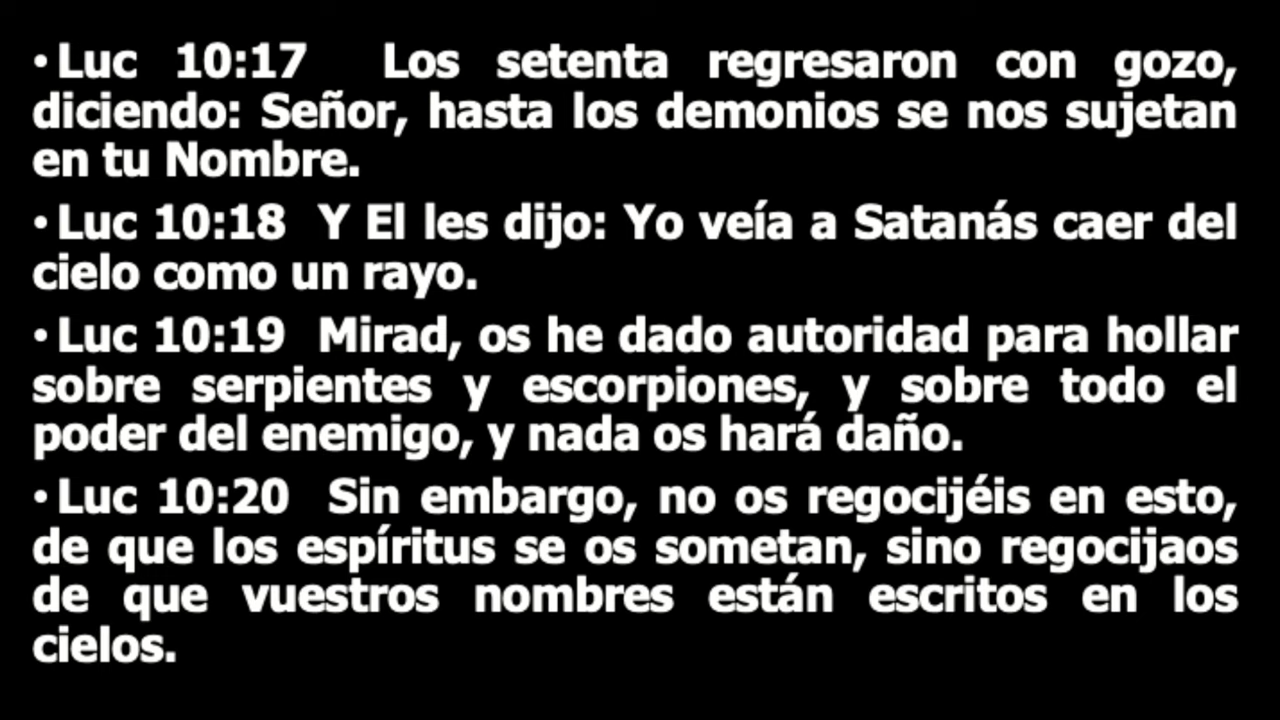 •Luc 10:17 Los setenta regresaron con gozo,
diciendo: Señor, hasta los demonios se nos sujetan
en tu Nombre.
•Luc 10:18 Y El les dijo: Yo veía a Satanás caer del
cielo como un rayo.
•Luc 10:19 Mirad, os he dado autoridad para hollar
sobre serpientes y escorpiones, y sobre todo el
poder del enemigo, y nada os hará daño.
•Luc 10:20 Sin embargo, no os regocijéis en esto,
de que los espíritus se os sometan, sino regocijaos
de que vuestros nombres están escritos en los
cielos.